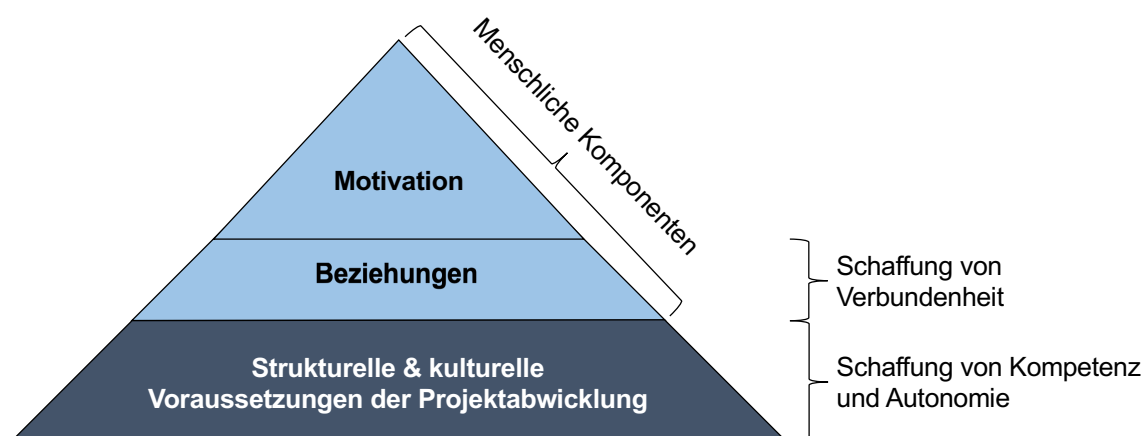 Menschliche Komponenten
Motivation
Beziehungen
Schaffung von
Verbundenheit
Strukturelle & kulturelle
Voraussetzungen der Projektabwicklung
Schaffung von Kompetenz
und Autonomie